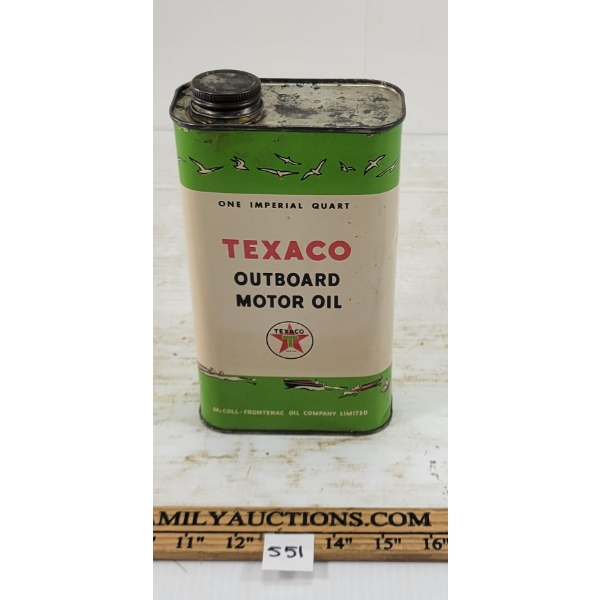 ONE IMPERIAL QUART
TEXACO
OUTBOARD
MOTOR OIL
TEXACO
T
McCOLL-FRONTENAC OIL COMPANY LIMITED
MILYAUCTIONS.COM
11" 12" 551 14" 15" 16"